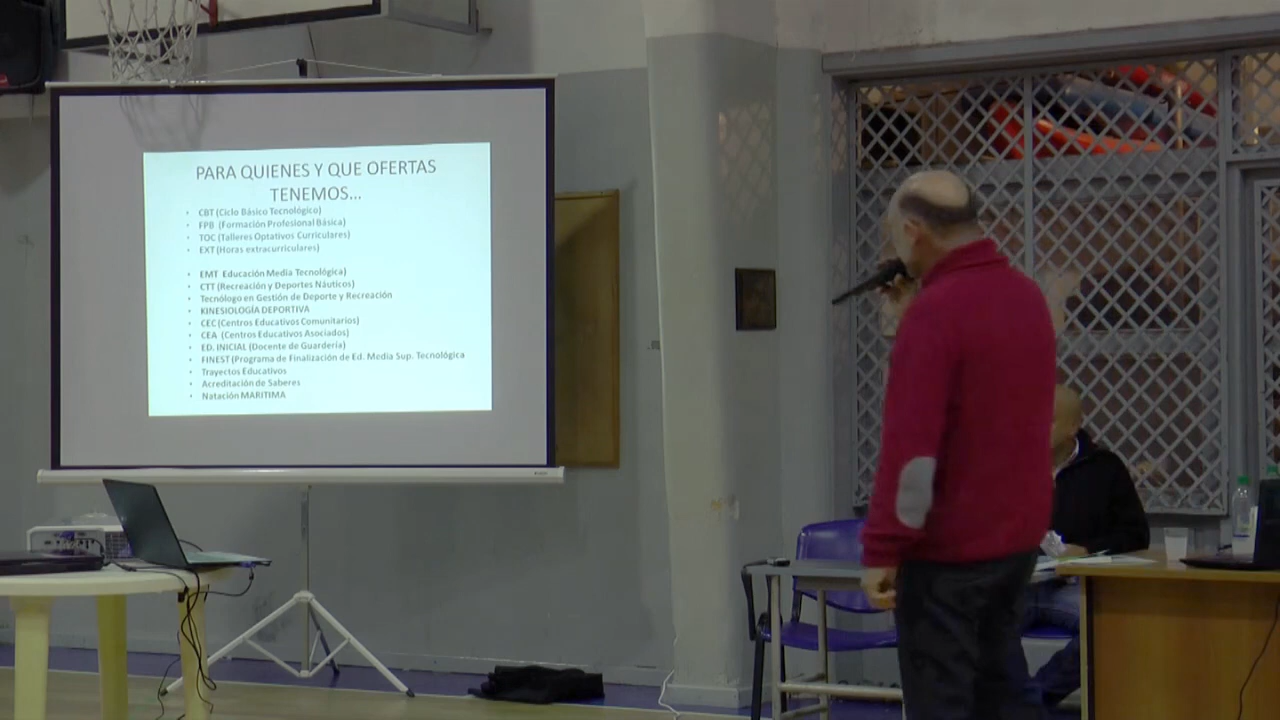 PARA QUIENES Y QUE OFERTAS
TENEMOS...
• CBT (Ciclo Básico Tecnológico)
• FPB (Formación Profesional Básica)
• TOC (Talleres Optativos Curriculares)
• EXT (Horas extracurriculares)
• EMT Educación Media Tecnológica)
• CTT (Recreación y Deportes Naúticos)
• Tecnólogo en Gestión de Deporte y Recreación
• KINESIOLOGÍA DEPORTIVA
• CEC (Centros Educativos Comunitarios)
• CEA (Centros Educativos Asociados)
• ED. INICIAL (Docente de Guardería)
• FINEST (Programa de Finalización de Ed. Media Sup. Tecnológica
• Trayectos Educativos
• Acreditación de Saberes
• Natación MARITIMA